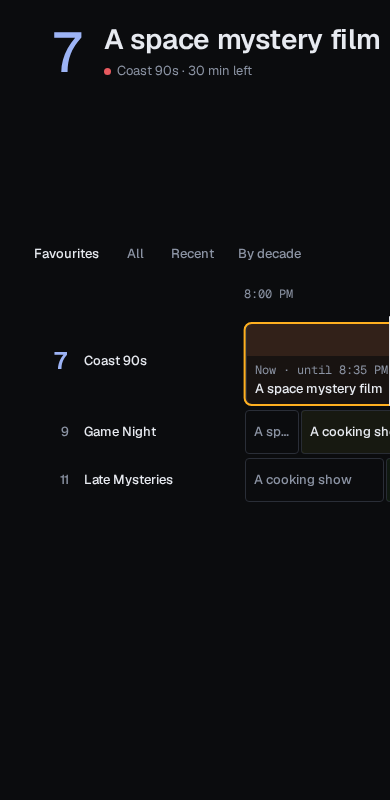 7
A space mystery film
Coast 90s · 30 min left
Favourites All Recent By decade
8:00 PM
7 Coast 90s
Now · until 8:35 PM
A space mystery film
9 Game Night A sp… A cooking sh
11 Late Mysteries A cooking show